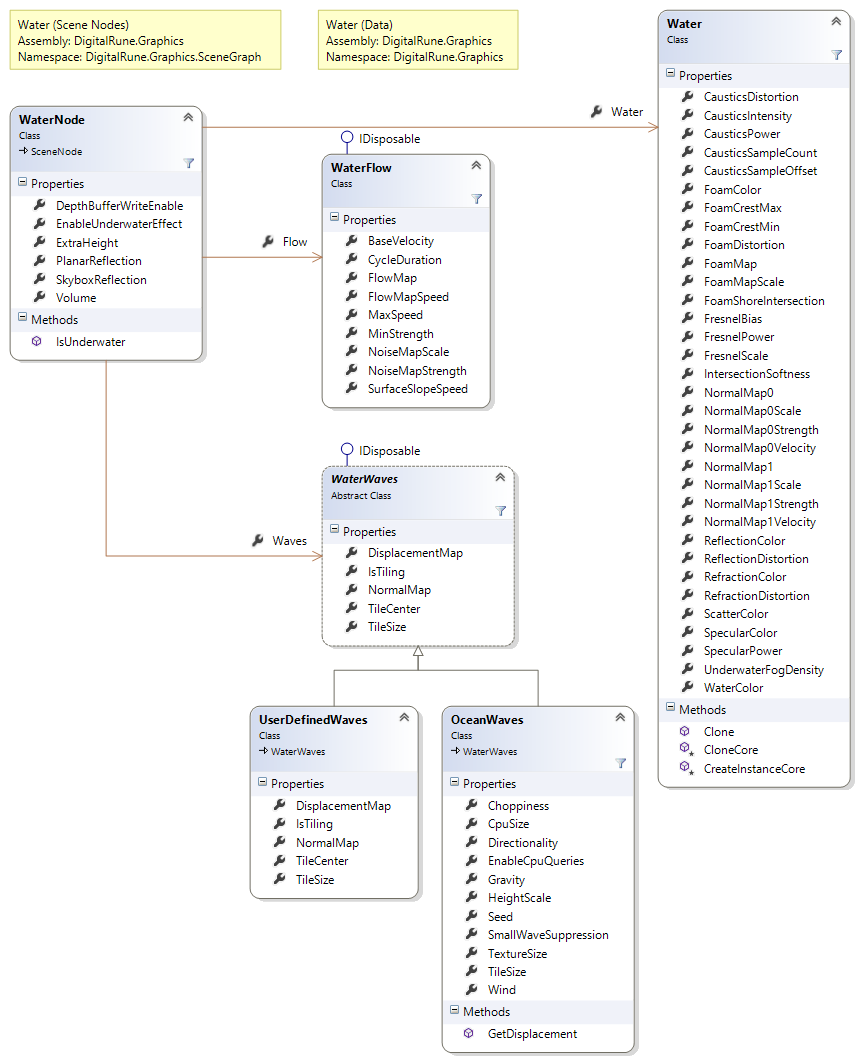 Water (Scene Nodes)
Assembly: DigitalRune.Graphics
Namespace: DigitalRune.Graphics.SceneGraph
Water (Data)
Assembly: DigitalRune.Graphics
Namespace: DigitalRune.Graphics
WaterNode
Class
SceneNode
Properties
DepthBufferWriteEnable
EnableUnderwaterEffect
ExtraHeight
PlanarReflection
SkyboxReflection
Volume
Methods
IsUnderwater
Water
Flow
Waves
IDisposable
WaterFlow
Class
Properties
BaseVelocity
CycleDuration
FlowMap
FlowMapSpeed
MaxSpeed
MinStrength
NoiseMapScale
NoiseMapStrength
SurfaceSlopeSpeed
IDisposable
WaterWaves
Abstract Class
Properties
DisplacementMap
IsTiling
NormalMap
TileCenter
TileSize
UserDefinedWaves
Class
WaterWaves
Properties
DisplacementMap
IsTiling
NormalMap
TileCenter
TileSize
OceanWaves
Class
WaterWaves
Properties
Choppiness
CpuSize
Directionality
EnableCpuQueries
Gravity
HeightScale
Seed
SmallWaveSuppression
TextureSize
TileSize
Wind
Methods
GetDisplacement
Water
Class
Properties
CausticsDistortion
CausticsIntensity
CausticsPower
CausticsSampleCount
CausticsSampleOffset
FoamColor
FoamCrestMax
FoamCrestMin
FoamDistortion
FoamMap
FoamMapScale
FoamShoreIntersection
FresnelBias
FresnelPower
FresnelScale
IntersectionSoftness
NormalMap0
NormalMap0Scale
NormalMap0Strength
NormalMap0Velocity
NormalMap1
NormalMap1Scale
NormalMap1Strength
NormalMap1Velocity
ReflectionColor
ReflectionDistortion
RefractionColor
RefractionDistortion
ScatterColor
SpecularColor
SpecularPower
UnderwaterFogDensity
WaterColor
Methods
Clone
CloneCore
CreateInstanceCore